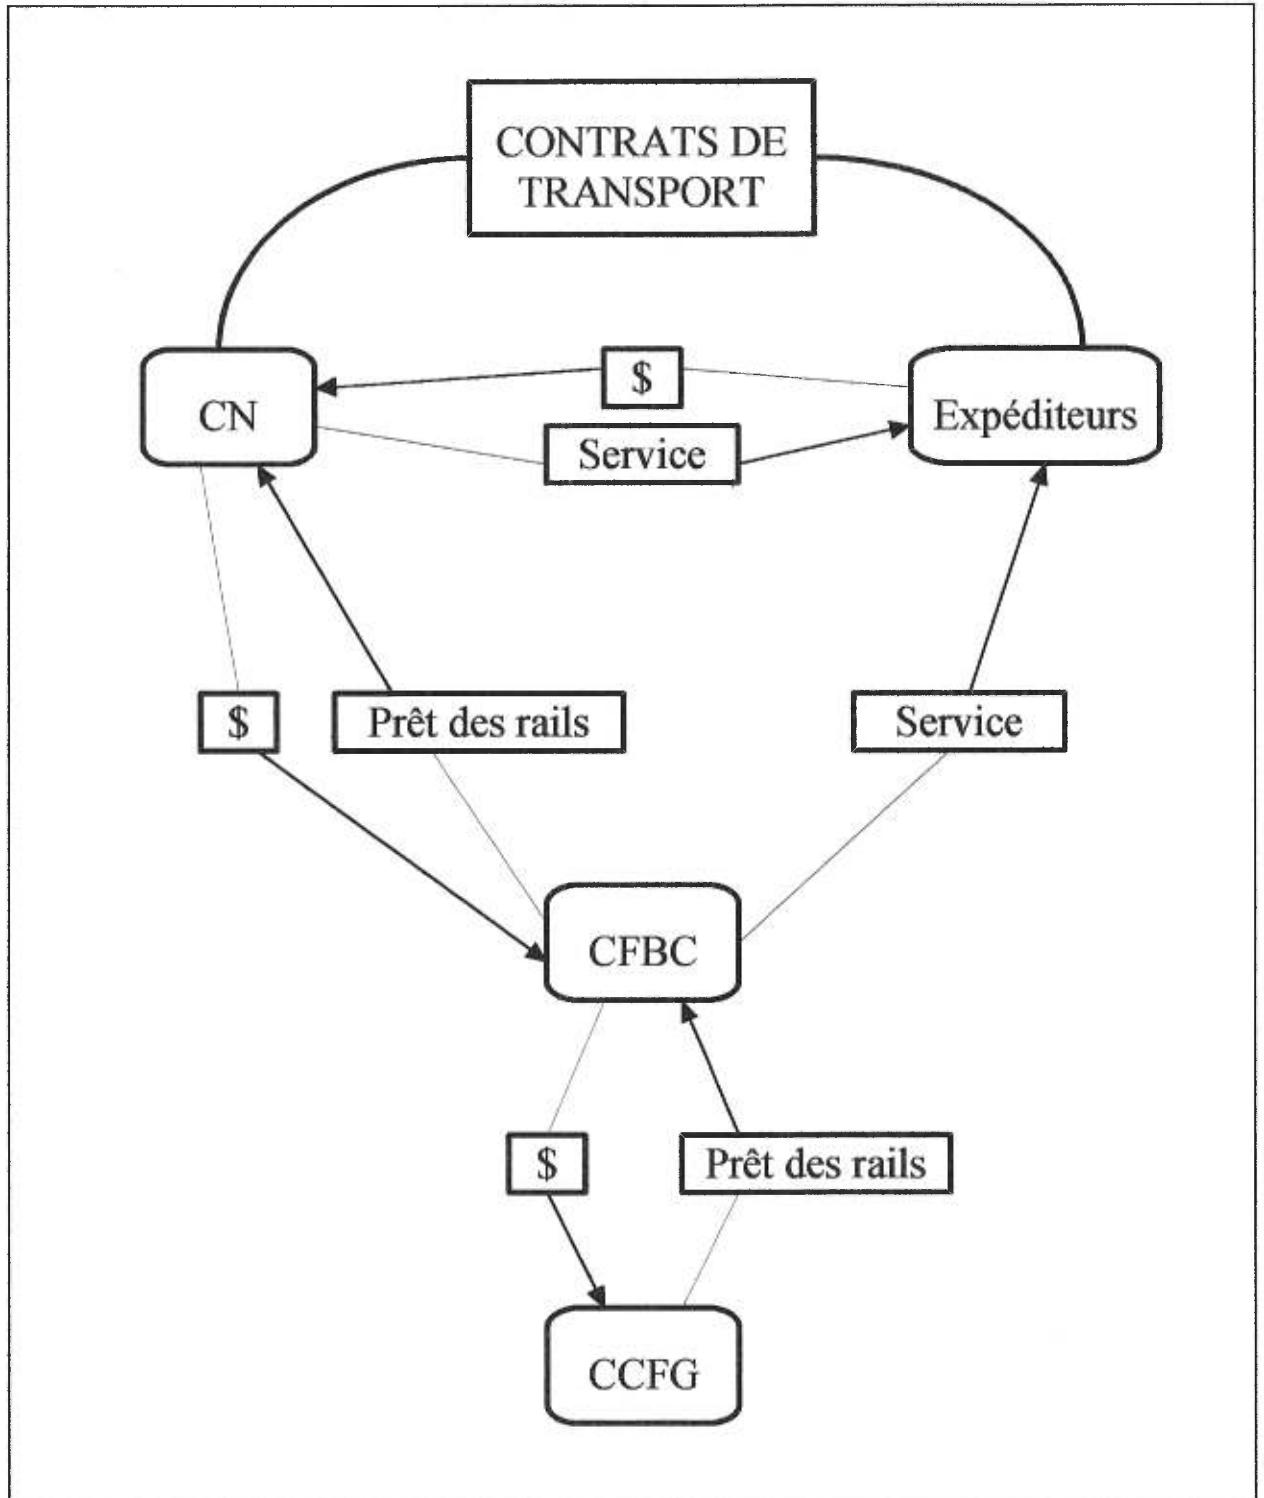 CONTRATS DE
TRANSPORT
CN
$
Service
Expéditeurs
$
Prêt des rails
Service
CFBC
$
Prêt des rails
CCFG